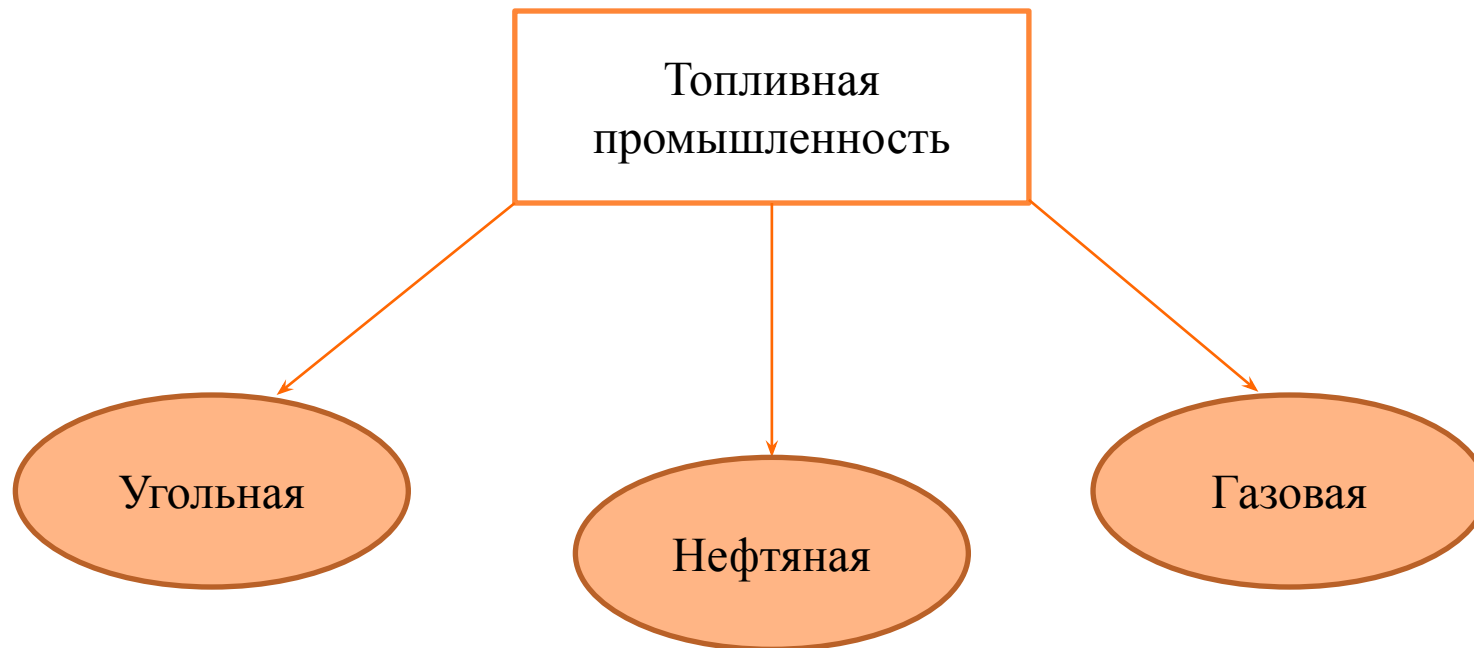 Топливная
промышленность
Угольная
Нефтяная
Газовая